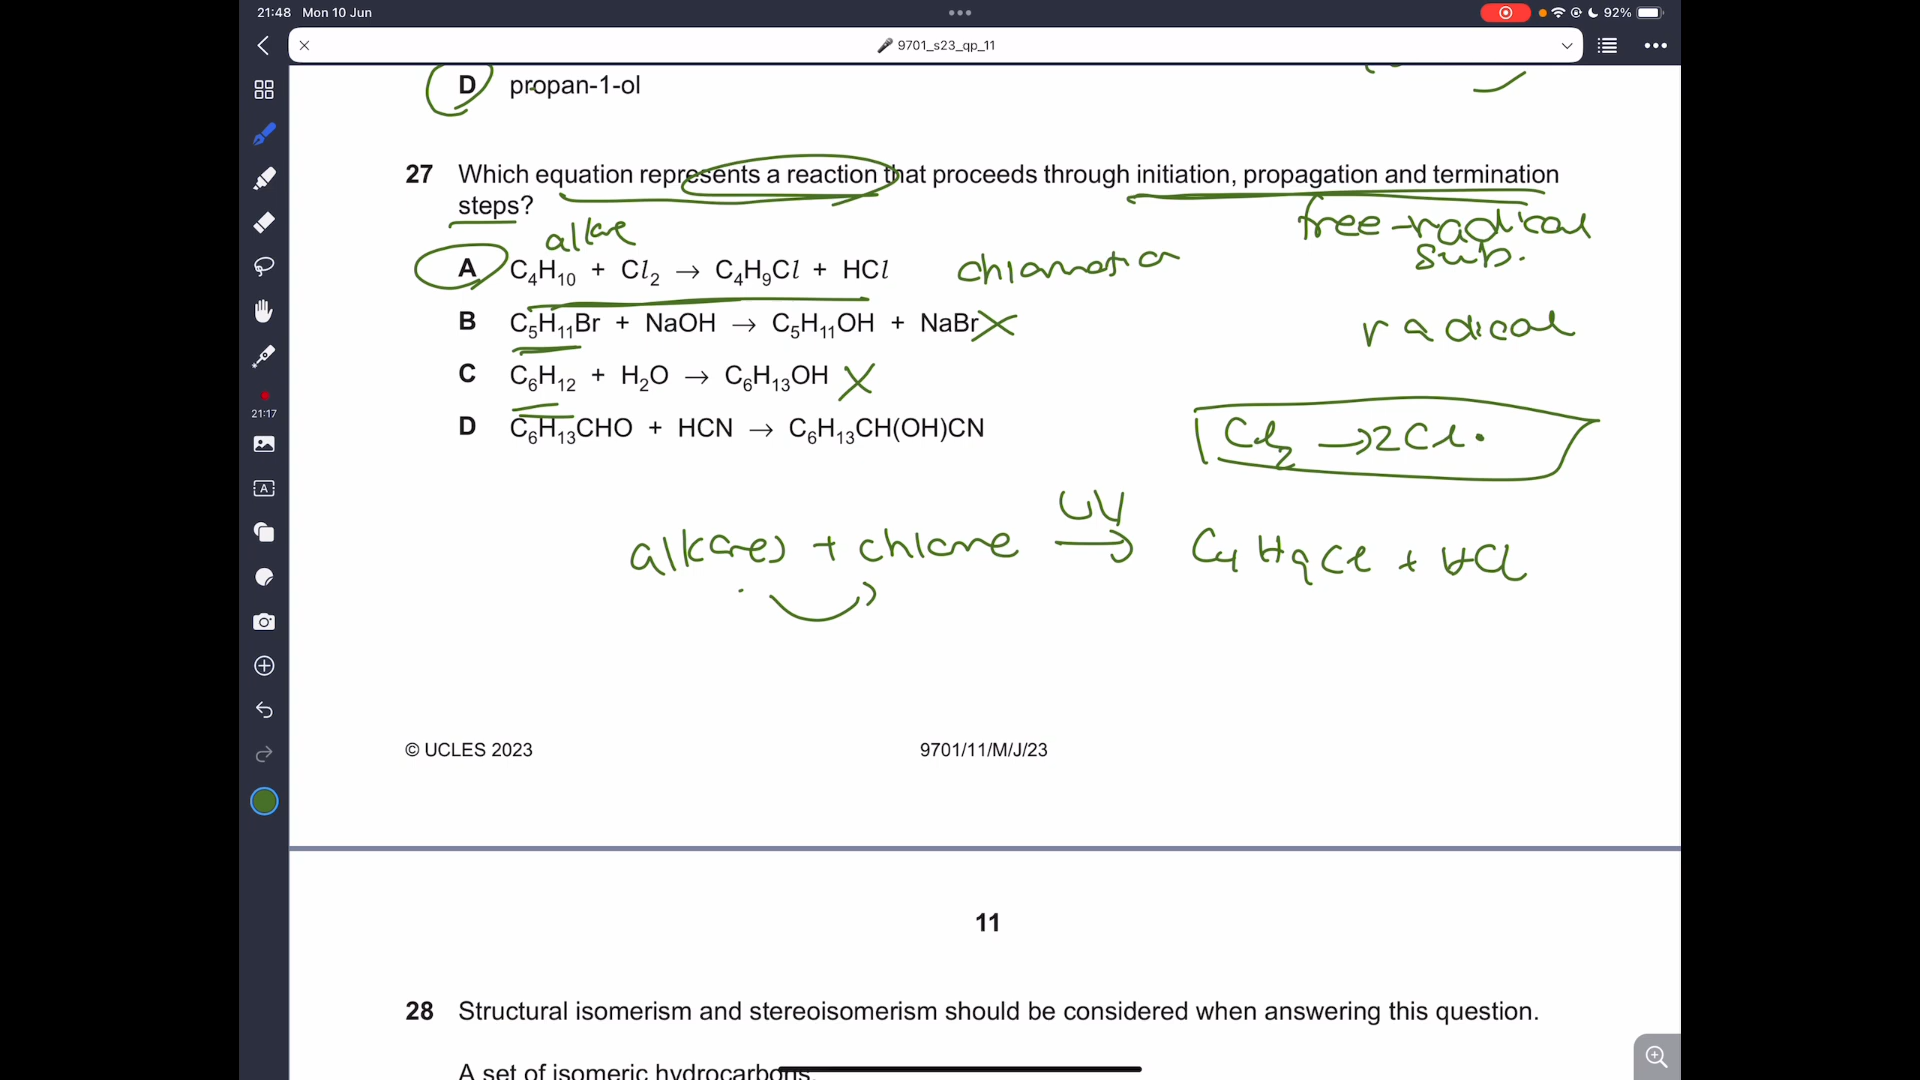 21:48 Mon 10 Jun
92%
9701_s23_qp_11
D propan-1-ol
27 Which equation represents a reaction that proceeds through initiation, propagation and termination
steps?
free-radical
sub.
A C₄H₁₀ + Cl₂ → C₄H₉Cl + HCl
B C₅H₁₁Br + NaOH → C₅H₁₁OH + NaBr X
radical
C C₆H₁₂ + H₂O → C₆H₁₃OH X
21:17
D C₆H₁₃CHO + HCN → C₆H₁₃CH(OH)CN
Cl₂ → 2Cl•
UV
+ → C₄H₉Cl + HCl
© UCLES 2023 9701/11/M/J/23
11
28 Structural isomerism and stereoisomerism should be considered when answering this question.
A set of isomeric hydrocarbons: